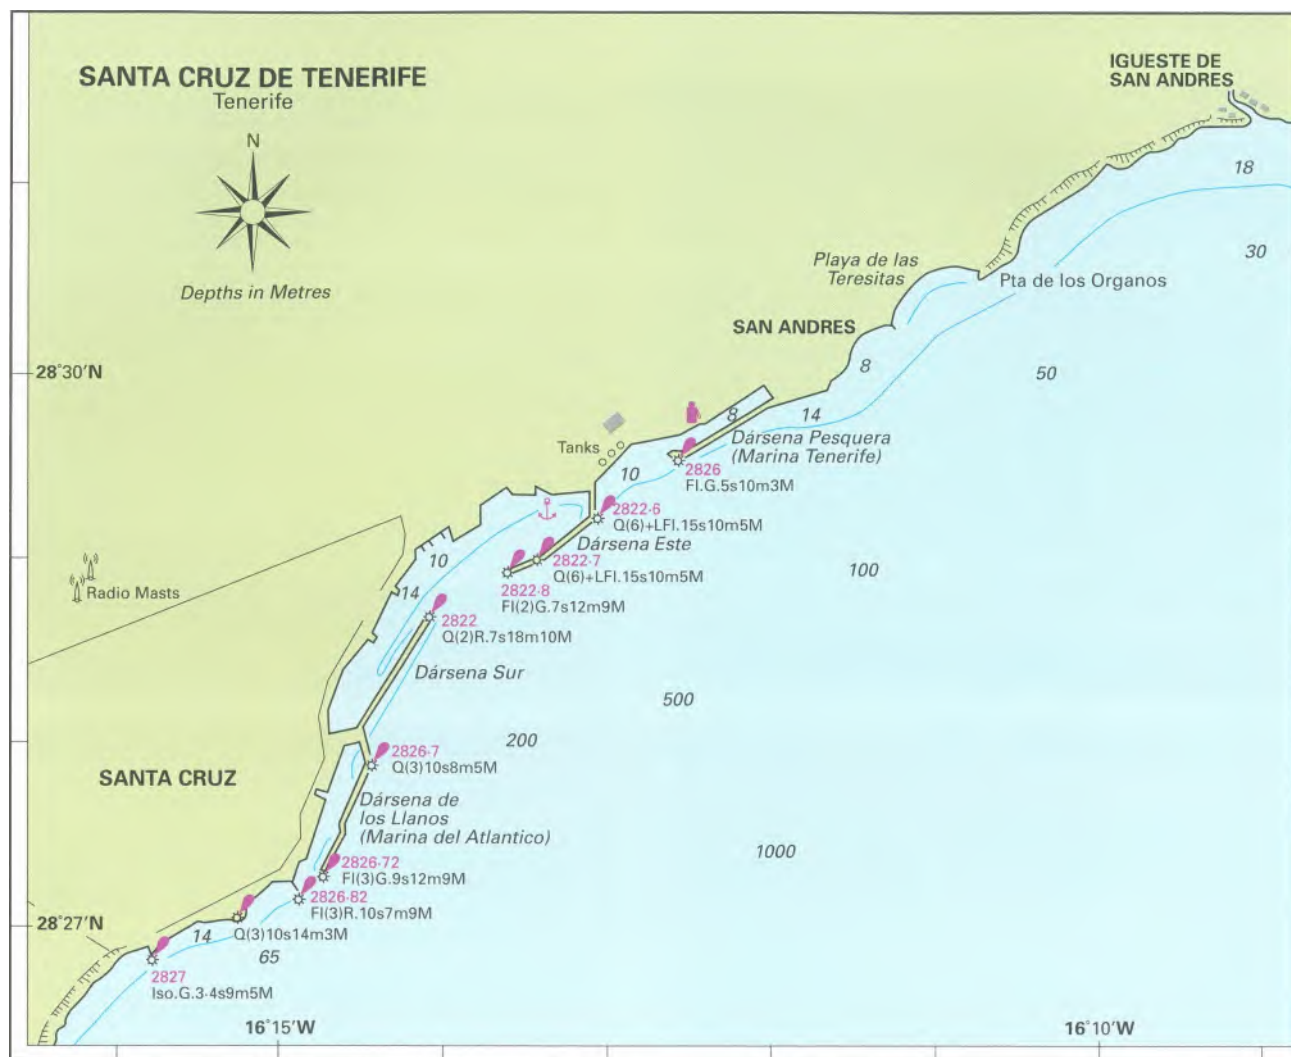 SANTA CRUZ DE TENERIFE
Tenerife
N
Depths in Metres
IGUESTE DE
SAN ANDRES
18
30
Playa de las
Teresitas
Pta de los Organos
SAN ANDRES
28°30'N
8
50
8
14
Dársena Pesquera
(Marina Tenerife)
Tanks
10
2826
Fl.G.5s10m3M
2822·6
Q(6)+LFl.15s10m5M
Dársena Este
10
2822·7
Q(6)+LFl.15s10m5M
100
Radio Masts
14
2822·8
Fl(2)G.7s12m9M
2822
Q(2)R.7s18m10M
Dársena Sur
500
200
2826·7
Q(3)10s8m5M
SANTA CRUZ
Dársena de
los Llanos
(Marina del Atlantico)
1000
2826·72
Fl(3)G.9s12m9M
2826·82
Fl(3)R.10s7m9M
28°27'N
14
Q(3)10s14m3M
65
2827
Iso.G.3·4s9m5M
16°15'W
16°10'W